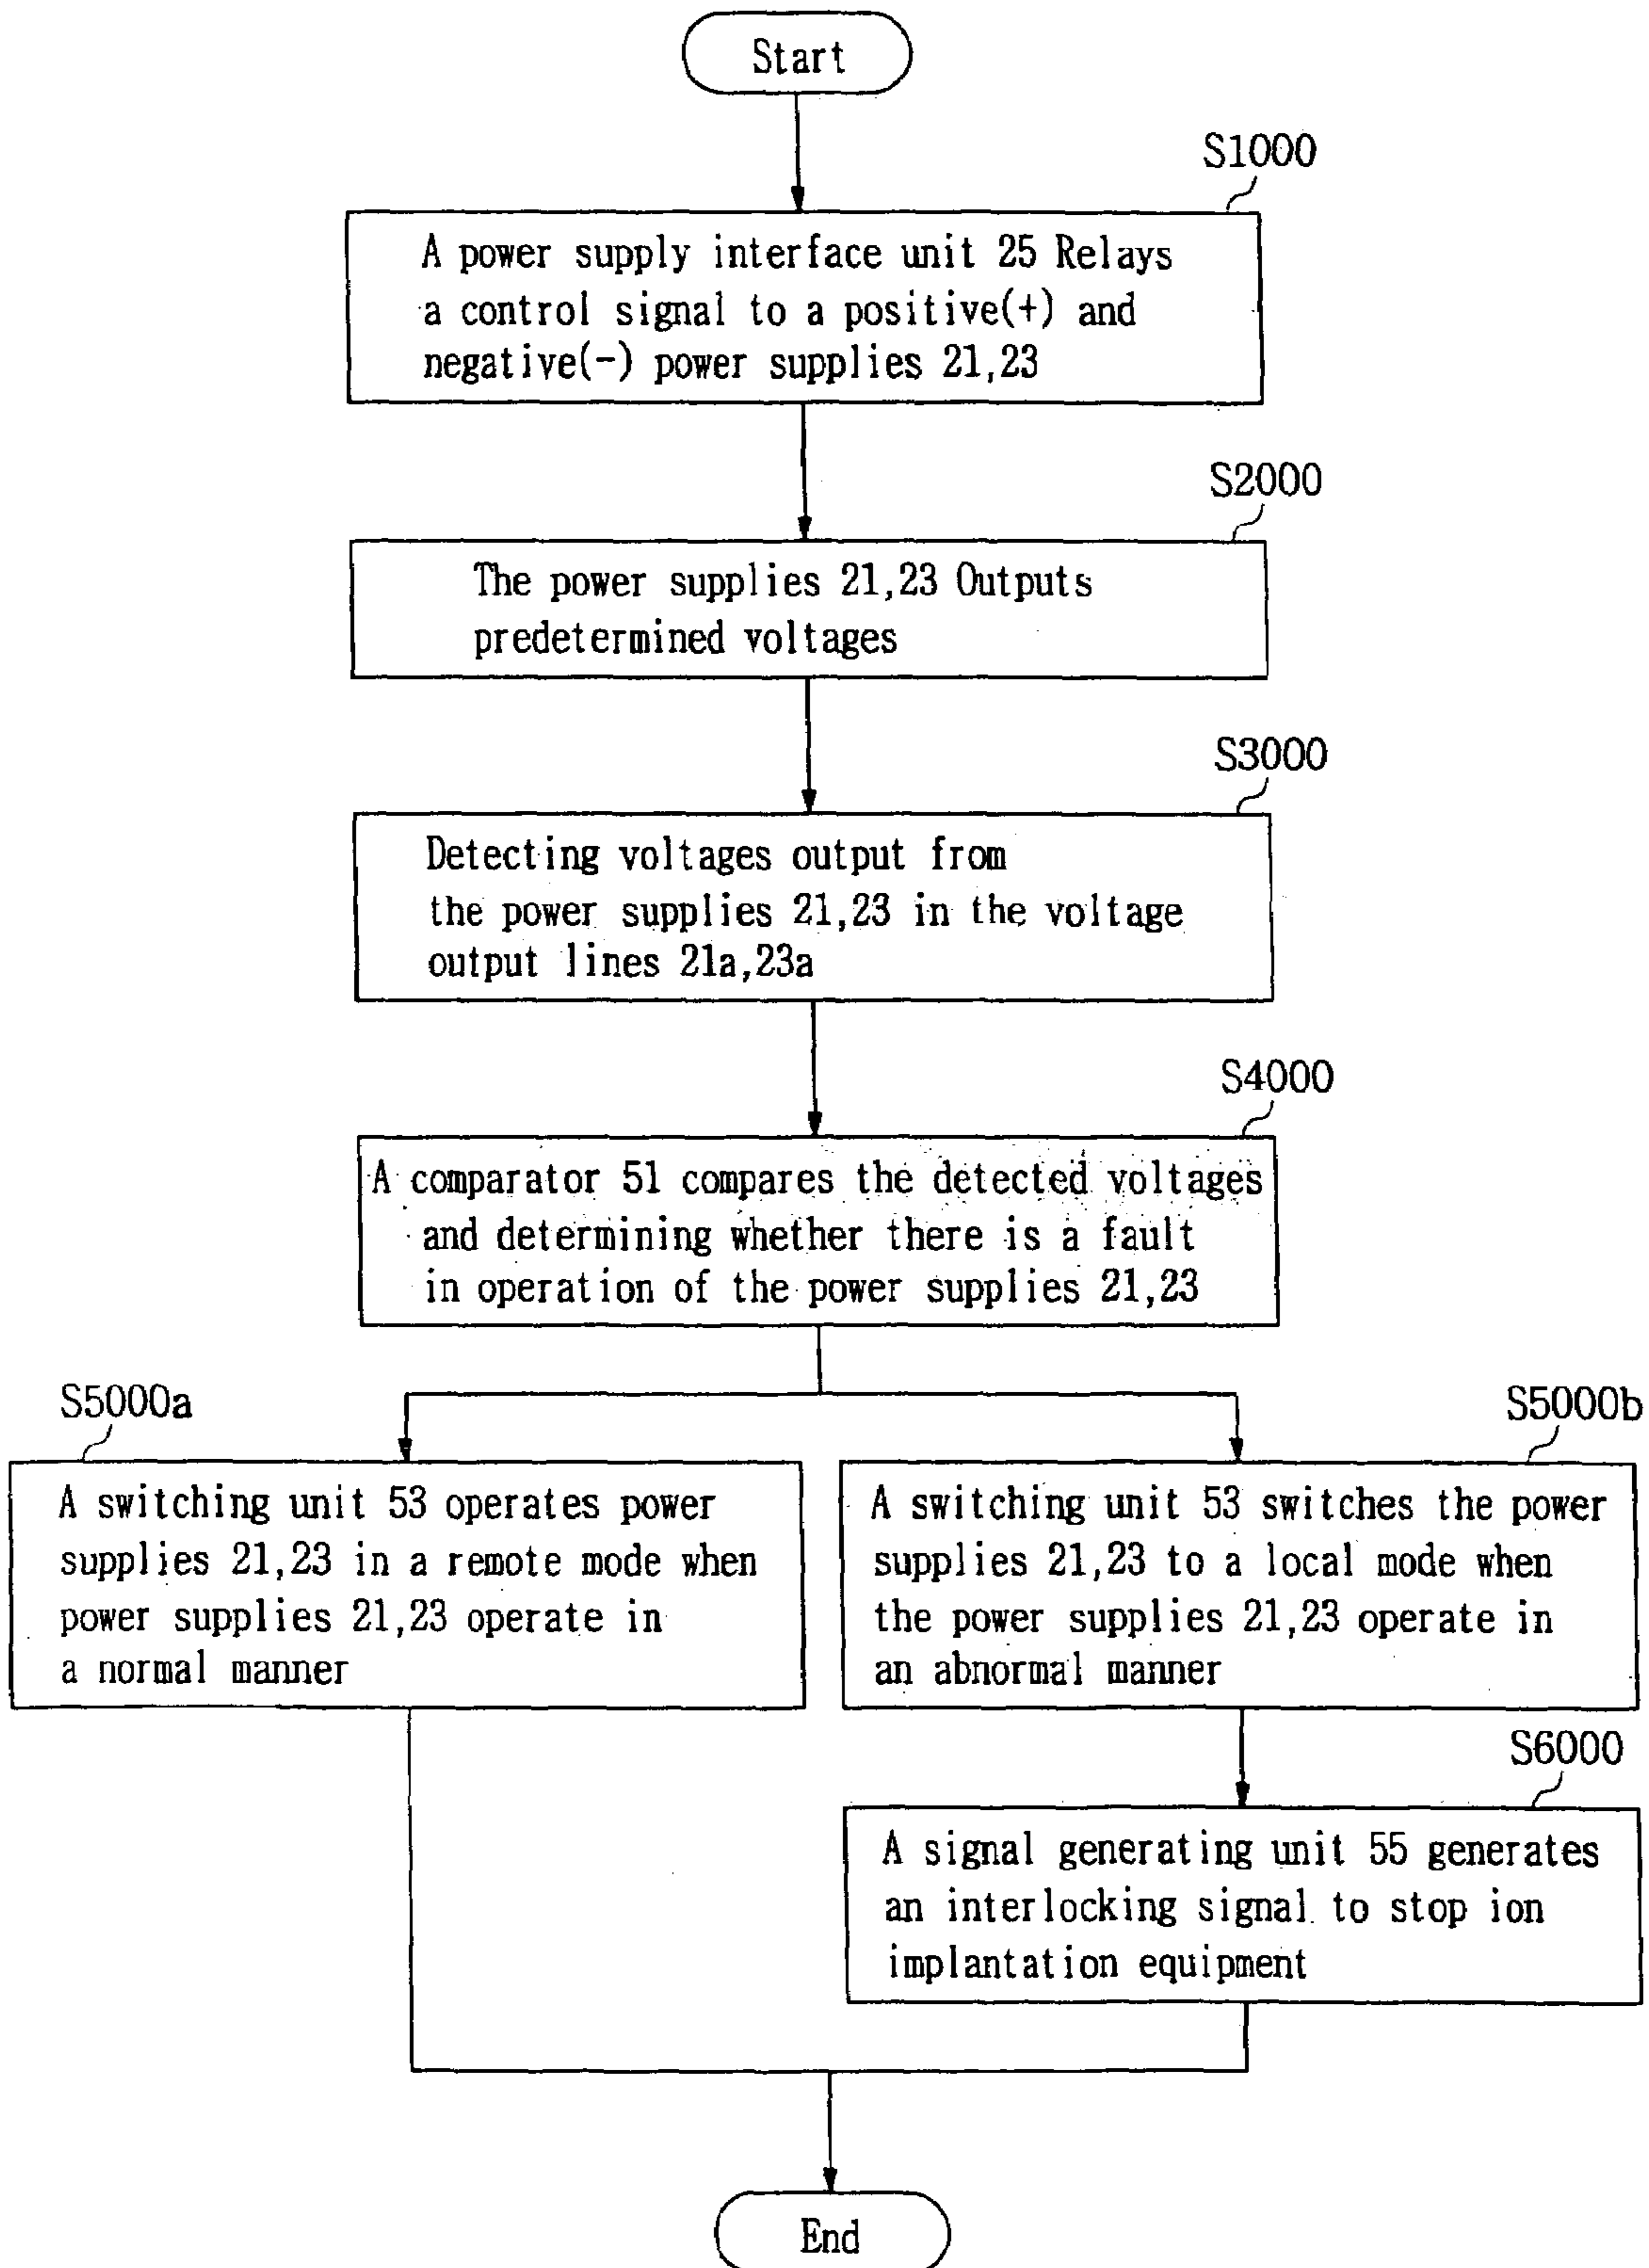 Start
S1000
A power supply interface unit 25 Relays
a control signal to a positive(+) and
negative(-) power supplies 21,23
S2000
The power supplies 21,23 Outputs
predetermined voltages
S3000
Detecting voltages output from
the power supplies 21,23 in the voltage
output lines 21a,23a
S4000
A comparator 51 compares the detected voltages
and determining whether there is a fault
in operation of the power supplies 21,23
S5000a
A switching unit 53 operates power
supplies 21,23 in a remote mode when
power supplies 21,23 operate in
a normal manner
S5000b
A switching unit 53 switches the power
supplies 21,23 to a local mode when
the power supplies 21,23 operate in
an abnormal manner
S6000
A signal generating unit 55 generates
an interlocking signal to stop ion
implantation equipment
End